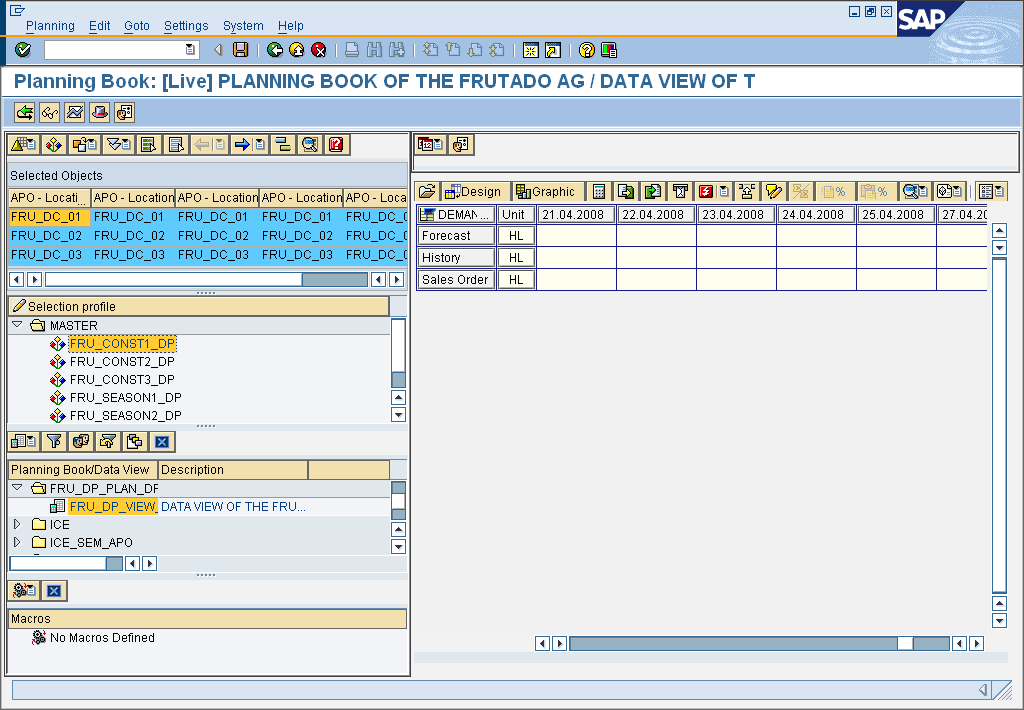 Planning Edit Goto Settings System Help
SAP
Planning Book: [Live] PLANNING BOOK OF THE FRUTADO AG / DATA VIEW OF T
Selected Objects
APO - Locati... APO - Location APO - Location APO - Location APO - Loca
FRU_DC_01 FRU_DC_01 FRU_DC_01 FRU_DC_01 FRU_DC_0
FRU_DC_02 FRU_DC_02 FRU_DC_02 FRU_DC_02 FRU_DC_0
FRU_DC_03 FRU_DC_03 FRU_DC_03 FRU_DC_03 FRU_DC_0
Selection profile
MASTER
FRU_CONST1_DP
FRU_CONST2_DP
FRU_CONST3_DP
FRU_SEASON1_DP
FRU_SEASON2_DP
Planning Book/Data View Description
FRU_DP_PLAN_DP
FRU_DP_VIEW_ DATA VIEW OF THE FRU...
ICE
ICE_SEM_APO
Macros
No Macros Defined
Design Graphic
DEMAN... Unit 21.04.2008 22.04.2008 23.04.2008 24.04.2008 25.04.2008 27.04.20
Forecast HL
History HL
Sales Order HL